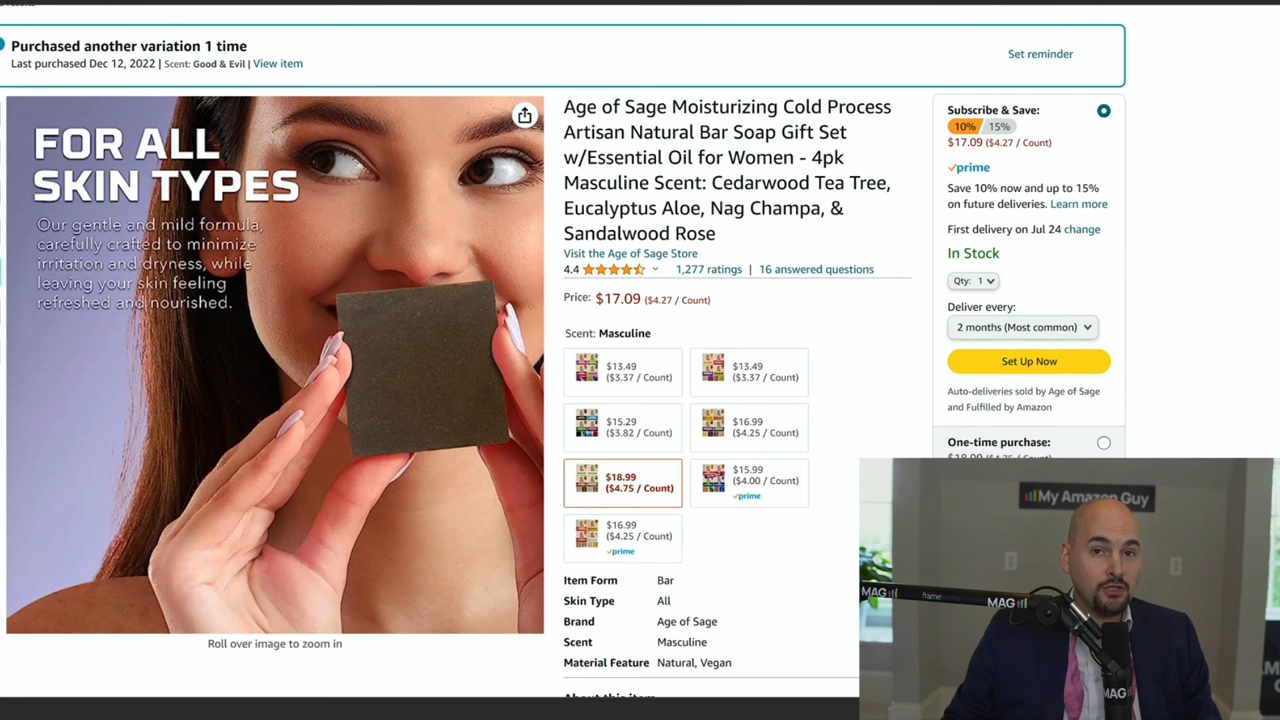 Purchased another variation 1 time
Last purchased Dec 12, 2022 | Scent: Good & Evil | View item
Set reminder
FOR ALL
SKIN TYPES
Our gentle and mild formula,
carefully crafted to minimize
irritation and dryness, while
leaving your skin feeling
refreshed and nourished.
Roll over image to zoom in
Age of Sage Moisturizing Cold Process
Artisan Natural Bar Soap Gift Set
w/Essential Oil for Women - 4pk
Masculine Scent: Cedarwood Tea Tree,
Eucalyptus Aloe, Nag Champa, &
Sandalwood Rose
Visit the Age of Sage Store
4.4 1,277 ratings | 16 answered questions
Price: $17.09 ($4.27 / Count)
Scent: Masculine
$13.49
($3.37 / Count)
$13.49
($3.37 / Count)
$15.29
($3.82 / Count)
$16.99
($4.25 / Count)
$18.99
($4.75 / Count)
$15.99
($4.00 / Count)
prime
$16.99
($4.25 / Count)
prime
Item Form Bar
Skin Type All
Brand Age of Sage
Scent Masculine
Material Feature Natural, Vegan
About this item
Subscribe & Save:
10% 15%
$17.09 ($4.27 / Count)
prime
Save 10% now and up to 15%
on future deliveries. Learn more
First delivery on Jul 24 change
In Stock
Qty: 1
Deliver every:
2 months (Most common)
Set Up Now
Auto-deliveries sold by Age of Sage
and Fulfilled by Amazon
One-time purchase:
$18.99 ($4.75 / Count)
My Amazon Guy
MAG
MAG
MAG